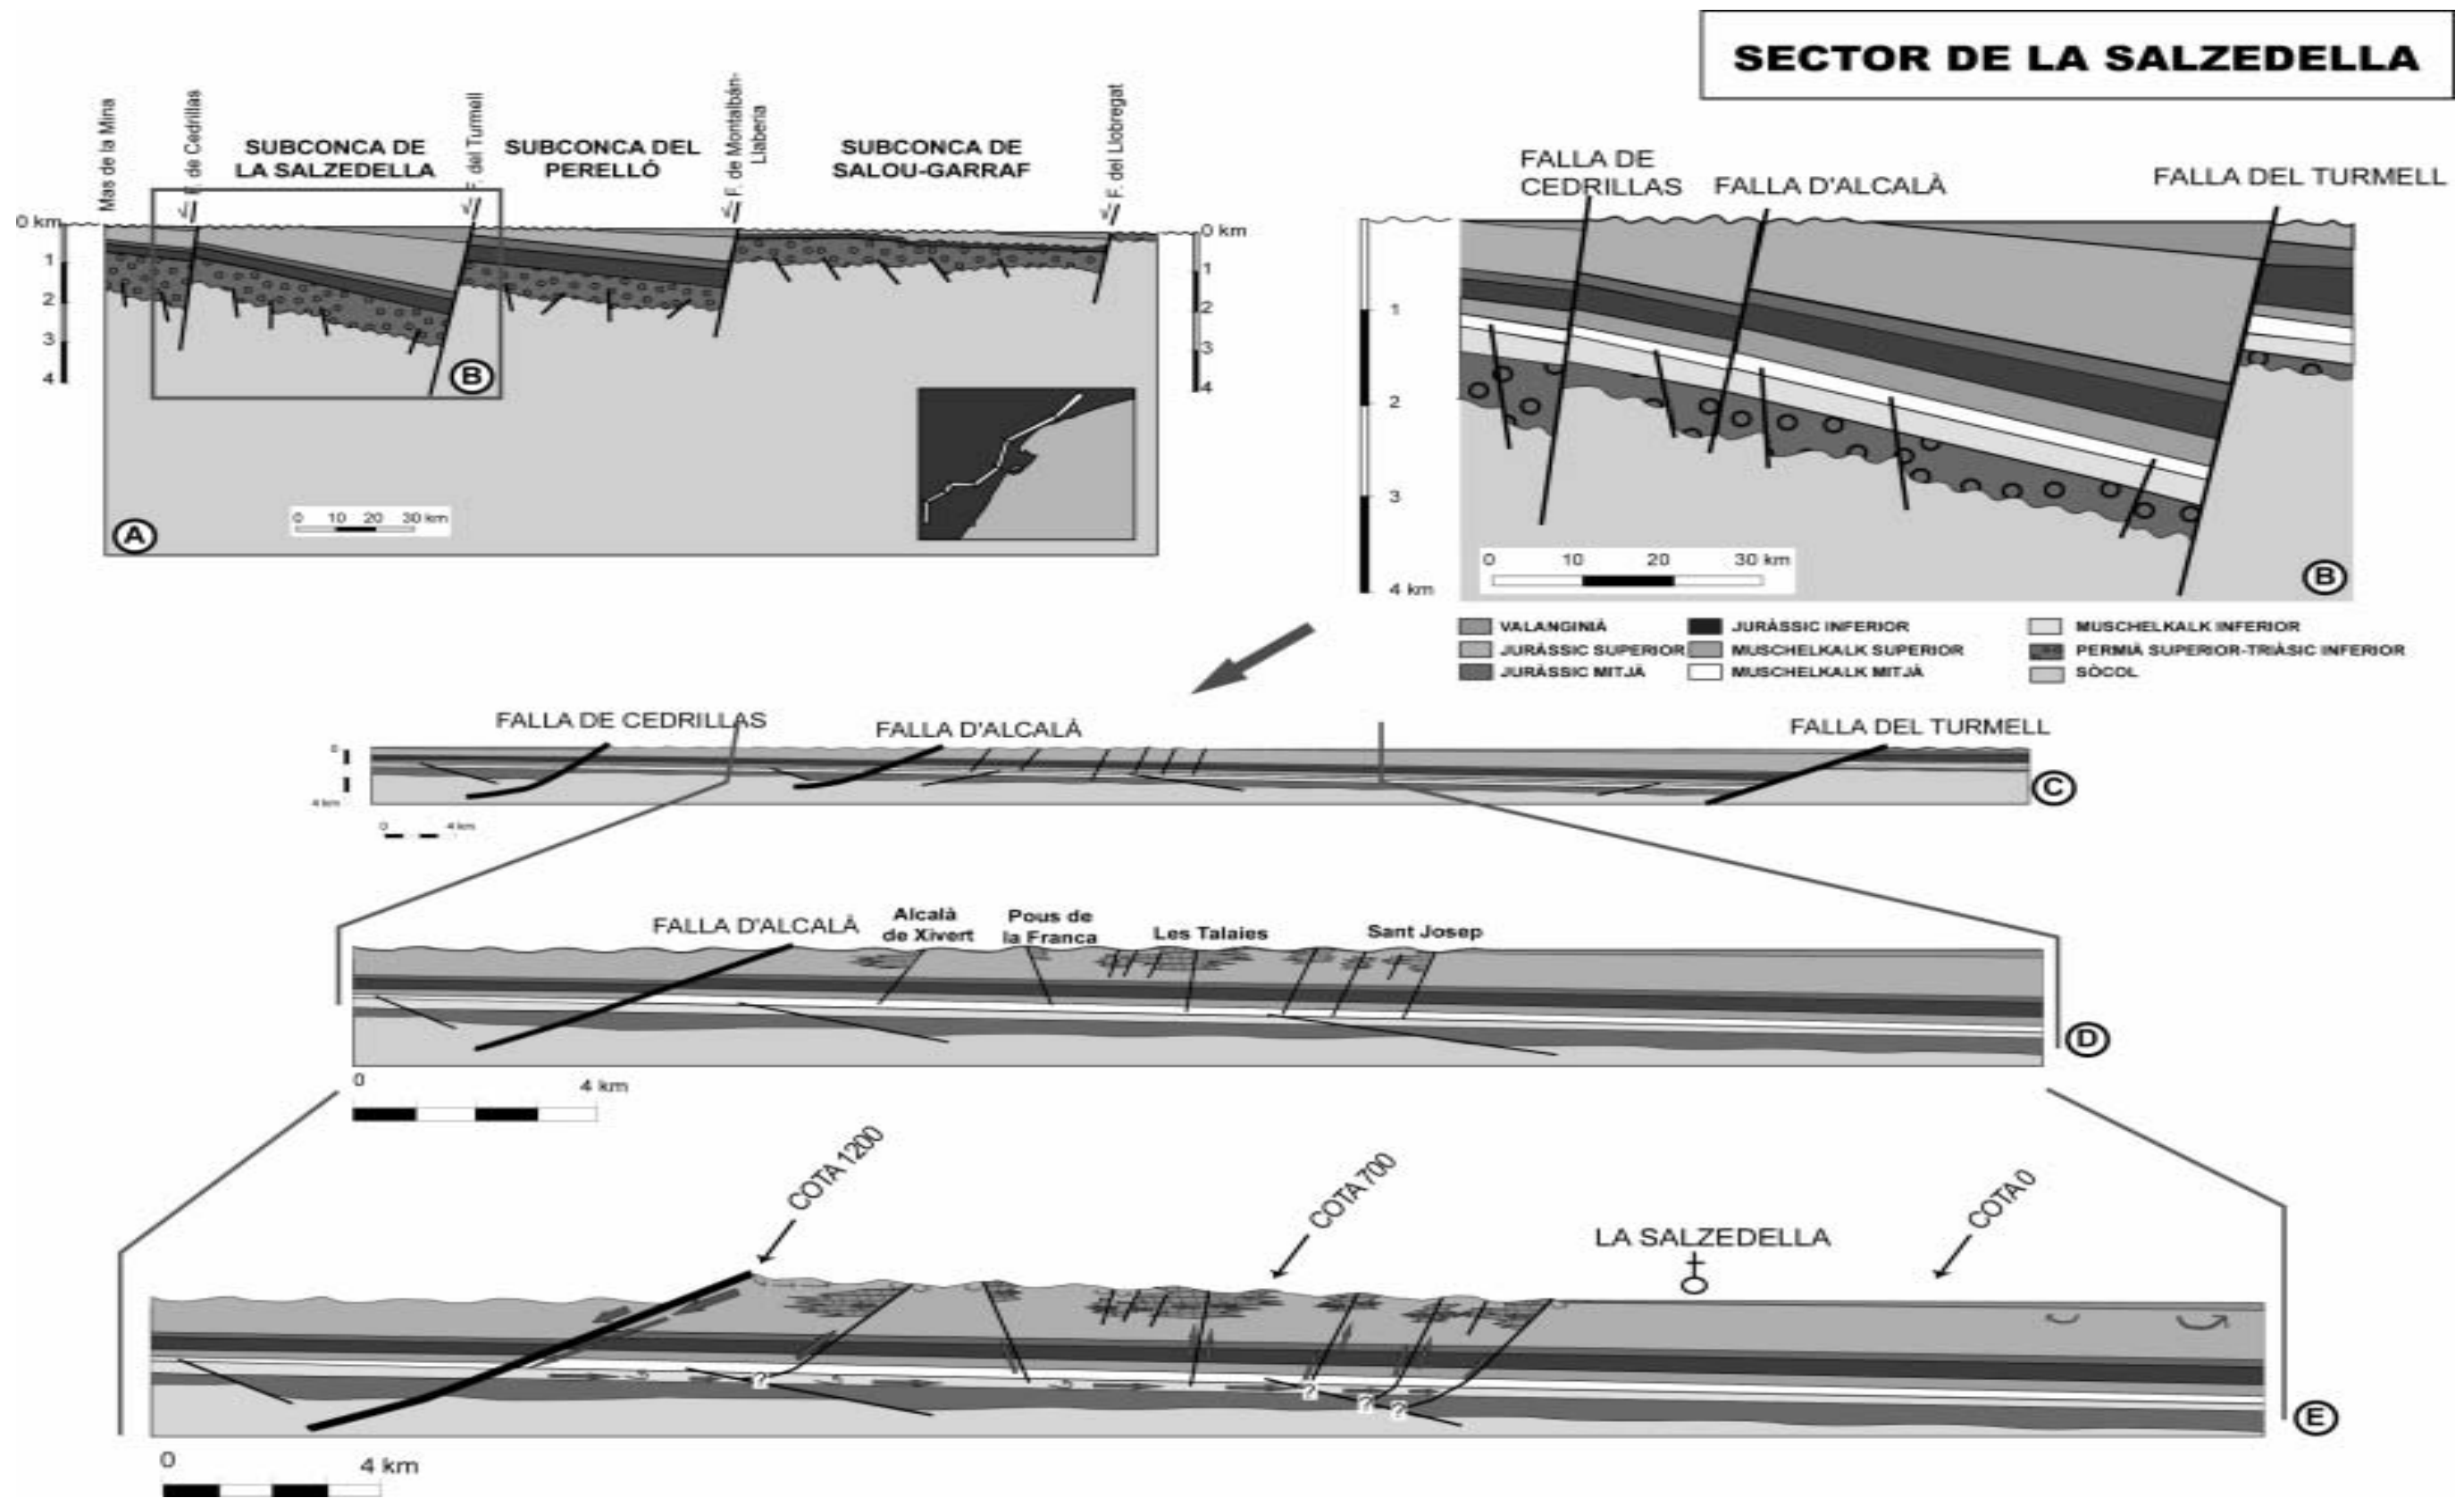 SECTOR DE LA SALZEDELLA
Mas de la Mina
F. de Cedrillas
F. del Turmell
F. de Montalbán-
Llaberia
F. del Llobregat
SUBCONCA DE
LA SALZEDELLA
SUBCONCA DEL
PERELLÓ
SUBCONCA DE
SALOU-GARRAF
0 km
1
2
3
4
0 km
1
2
3
4
B
0 10 20 30 km
A
FALLA DE
CEDRILLAS
FALLA D'ALCALÀ
FALLA DEL TURMELL
1
2
3
4 km
0 10 20 30 km
B
VALANGINIÀ
JURÀSSIC SUPERIOR
JURÀSSIC MITJÀ
JURÀSSIC INFERIOR
MUSCHELKALK SUPERIOR
MUSCHELKALK MITJÀ
MUSCHELKALK INFERIOR
PERMIÀ SUPERIOR-TRIÀSIC INFERIOR
SÒCOL
FALLA DE CEDRILLAS
FALLA D'ALCALÀ
FALLA DEL TURMELL
0
4 km
0 4 km
C
FALLA D'ALCALÀ
Alcalà
de Xivert
Pous de
la Franca
Les Talaies
Sant Josep
D
0 4 km
COTA 1200
COTA 700
LA SALZEDELLA
COTA 0
? ? ? ?
E
0 4 km